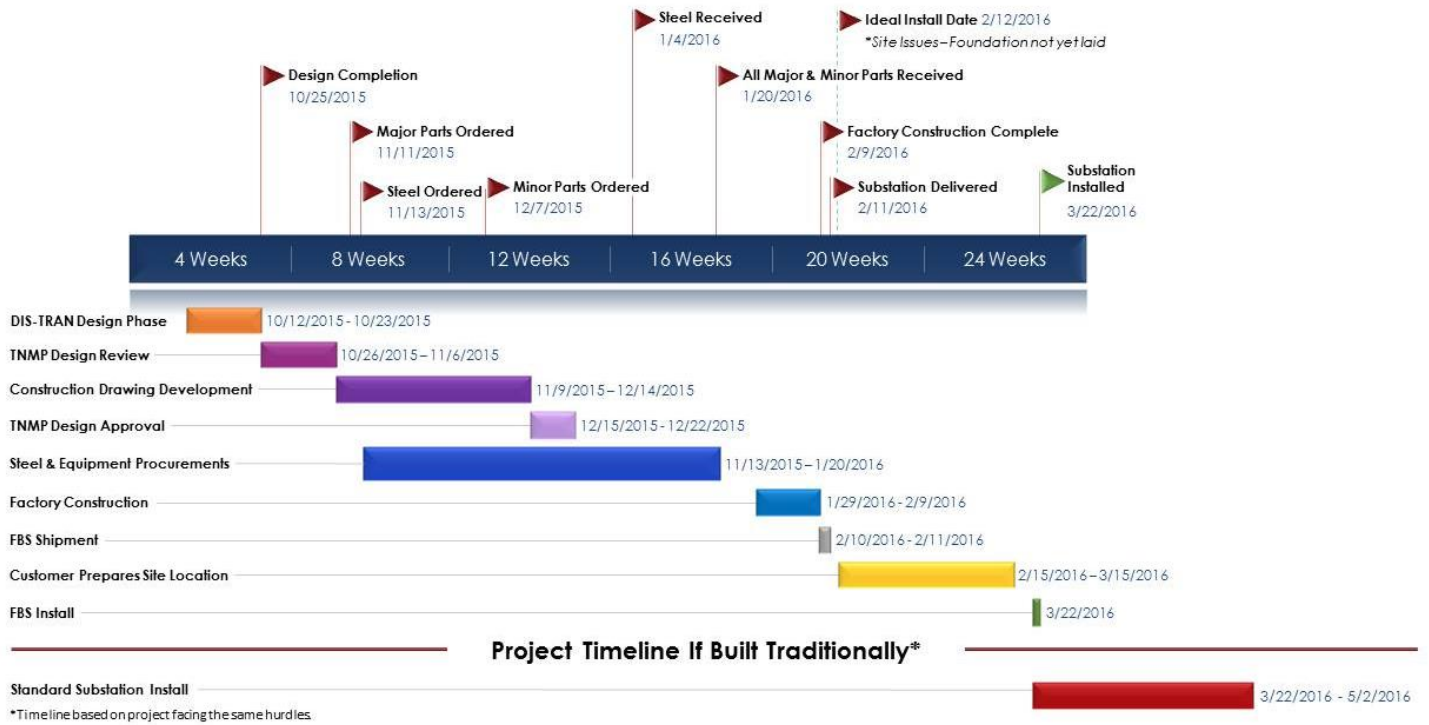 Steel Received
1/4/2016
Ideal Install Date 2/12/2016
*Site Issues–Foundation not yet laid
Design Completion
10/25/2015
All Major & Minor Parts Received
1/20/2016
Major Parts Ordered
11/11/2015
Factory Construction Complete
2/9/2016
Steel Ordered
11/13/2015
Minor Parts Ordered
12/7/2015
Substation Delivered
2/11/2016
Substation
Installed
3/22/2016
4 Weeks 8 Weeks 12 Weeks 16 Weeks 20 Weeks 24 Weeks
DIS-TRAN Design Phase 10/12/2015 - 10/23/2015
TNMP Design Review 10/26/2015 – 11/6/2015
Construction Drawing Development 11/9/2015 – 12/14/2015
TNMP Design Approval 12/15/2015 - 12/22/2015
Steel & Equipment Procurements 11/13/2015 – 1/20/2016
Factory Construction 1/29/2016 - 2/9/2016
FBS Shipment 2/10/2016 - 2/11/2016
Customer Prepares Site Location 2/15/2016 – 3/15/2016
FBS Install 3/22/2016
Project Timeline If Built Traditionally*
Standard Substation Install 3/22/2016 - 5/2/2016
*Timeline based on project facing the same hurdles.